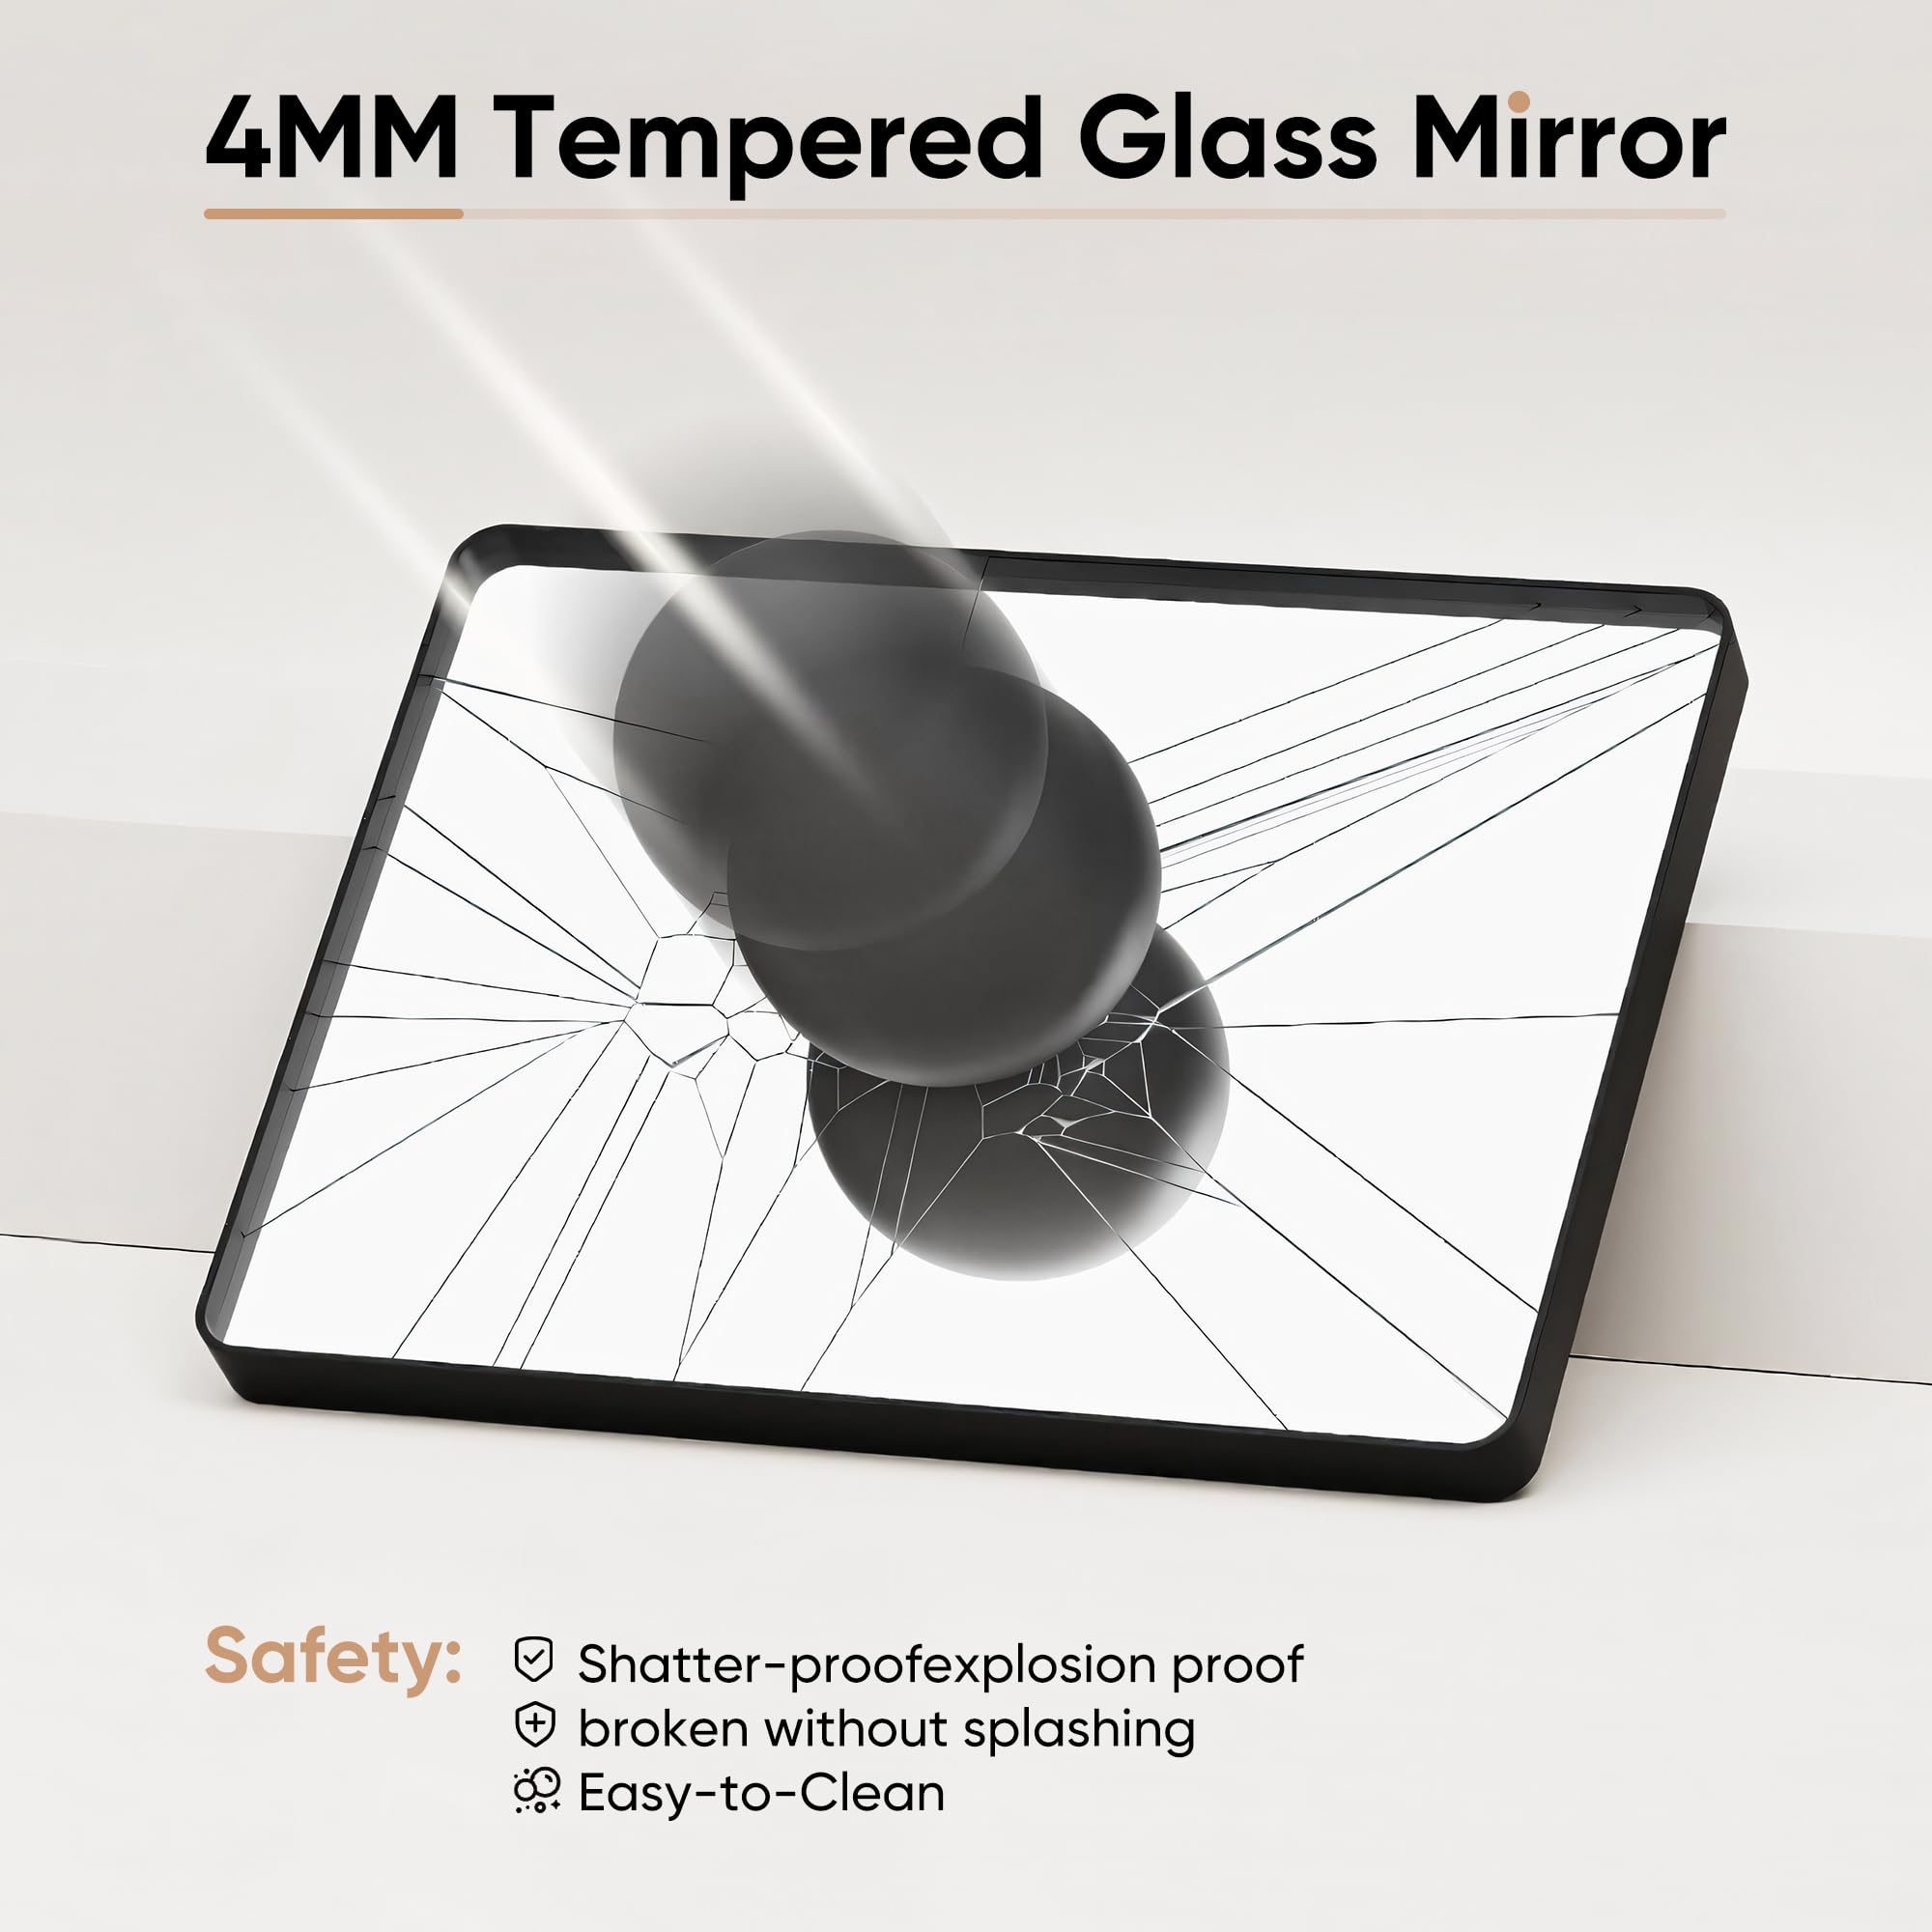 4MM Tempered Glass Mirror
Safety:
Shatter-proofexplosion proof
broken without splashing
Easy-to-Clean